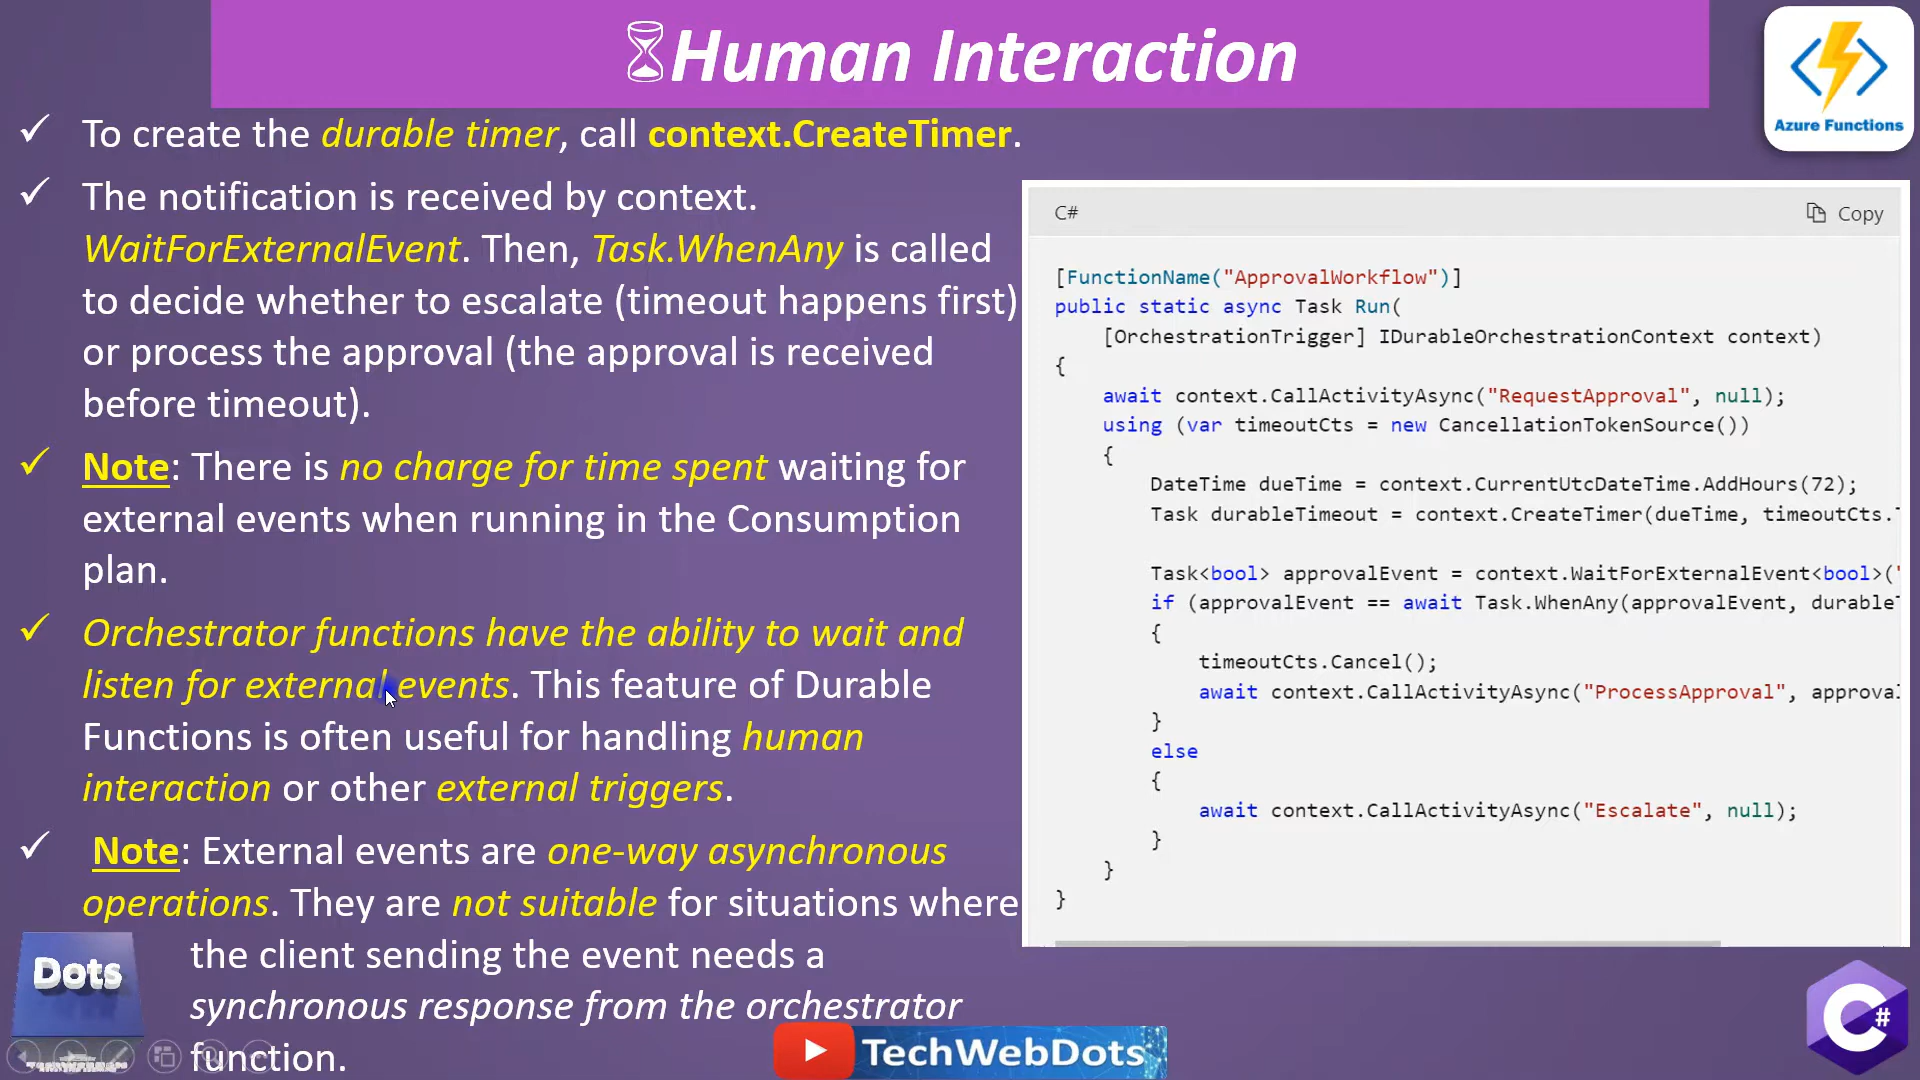 Human Interaction
Azure Functions
✓ To create the durable timer, call context.CreateTimer.
✓ The notification is received by context.
WaitForExternalEvent. Then, Task.WhenAny is called
to decide whether to escalate (timeout happens first)
or process the approval (the approval is received
before timeout).
✓ Note: There is no charge for time spent waiting for
external events when running in the Consumption
plan.
✓ Orchestrator functions have the ability to wait and
listen for external events. This feature of Durable
Functions is often useful for handling human
interaction or other external triggers.
✓ Note: External events are one-way asynchronous
operations. They are not suitable for situations where
the client sending the event needs a
synchronous response from the orchestrator
function.
C#
Copy
[FunctionName("ApprovalWorkflow")]
public static async Task Run(
    [OrchestrationTrigger] IDurableOrchestrationContext context)
{
    await context.CallActivityAsync("RequestApproval", null);
    using (var timeoutCts = new CancellationTokenSource())
    {
        DateTime dueTime = context.CurrentUtcDateTime.AddHours(72);
        Task durableTimeout = context.CreateTimer(dueTime, timeoutCts.
        Task<bool> approvalEvent = context.WaitForExternalEvent<bool>("
        if (approvalEvent == await Task.WhenAny(approvalEvent, durable
        {
            timeoutCts.Cancel();
            await context.CallActivityAsync("ProcessApproval", approval
        }
        else
        {
            await context.CallActivityAsync("Escalate", null);
        }
    }
}
Dots
TechWebDots
C#